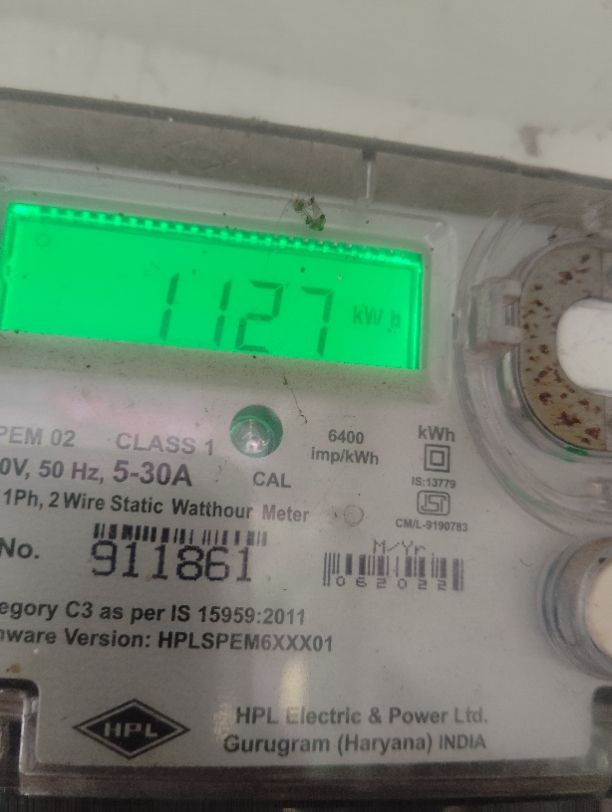 1127 kWh
PEM 02 CLASS 1
6400
imp/kWh
kWh
0V, 50 Hz, 5-30A
CAL
IS:13779
ISI
1Ph, 2 Wire Static Watthour Meter
CM/L-9190783
No.
911861
M/Yr
062022
egory C3 as per IS 15959:2011
mware Version: HPLSPEM6XXX01
HPL
HPL Electric & Power Ltd.
Gurugram (Haryana) INDIA